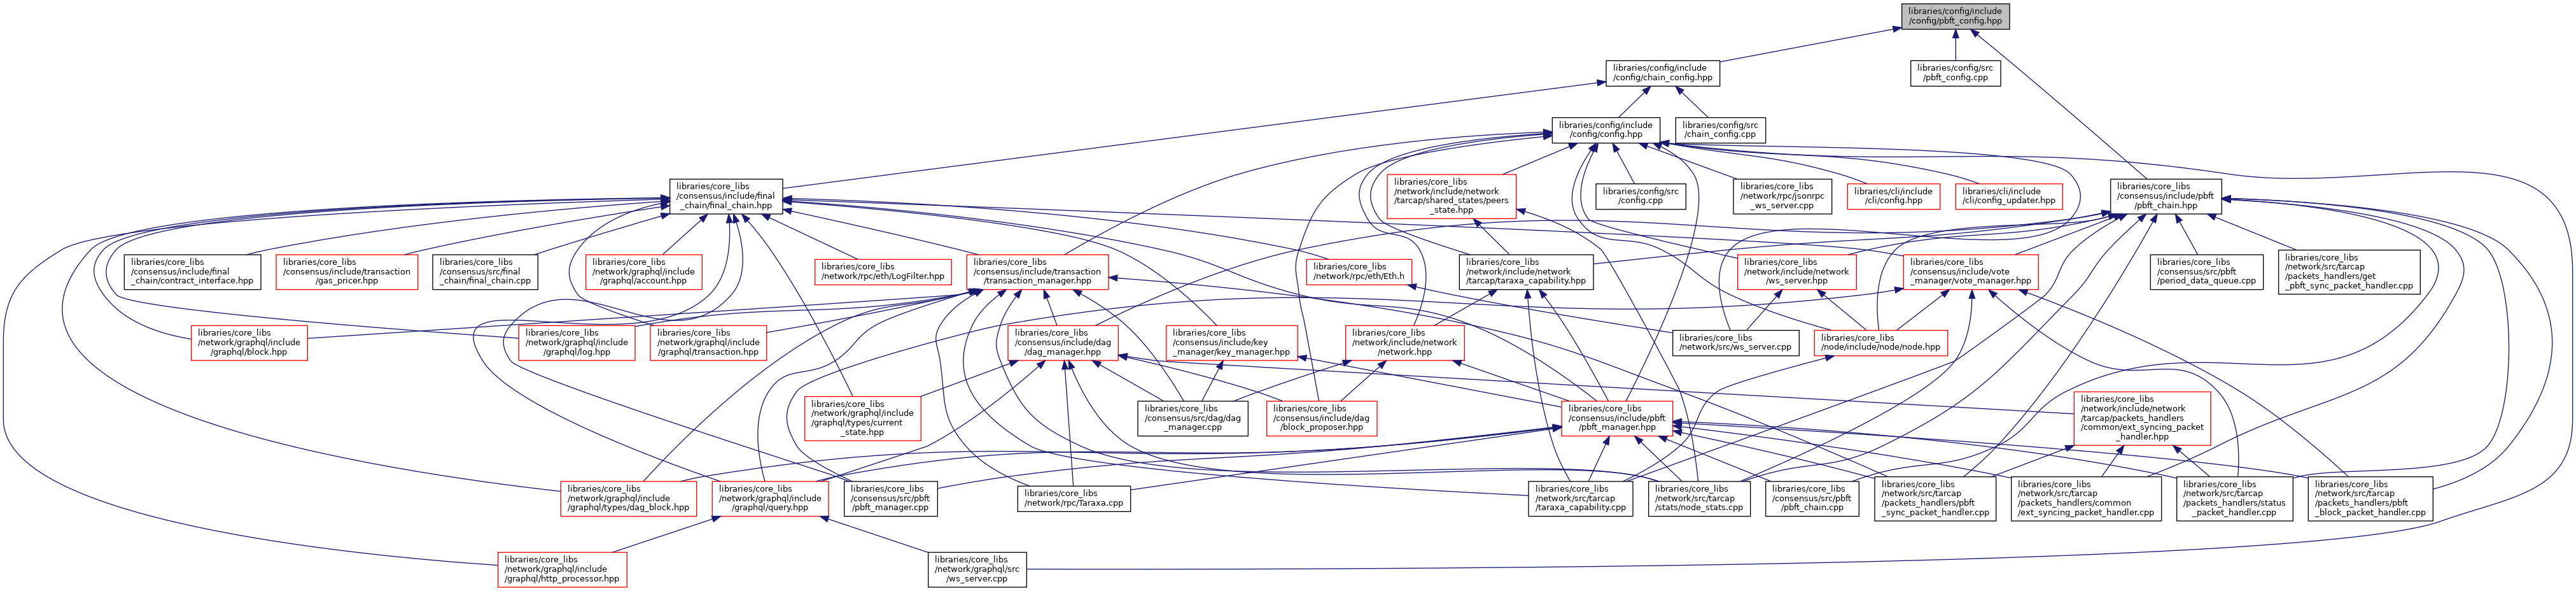 libraries/config/include
/config/pbft_config.hpp
libraries/config/include
/config/chain_config.hpp
libraries/config/src
/pbft_config.cpp
libraries/config/include
/config/config.hpp
libraries/config/src
/chain_config.cpp
libraries/core_libs
/consensus/include/final
_chain/final_chain.hpp
libraries/core_libs
/network/include/network
/tarcap/shared_states/peers
_state.hpp
libraries/config/src
/config.cpp
libraries/core_libs
/network/rpc/jsonrpc
_ws_server.cpp
libraries/cli/include
/cli/config.hpp
libraries/cli/include
/cli/config_updater.hpp
libraries/core_libs
/consensus/include/pbft
/pbft_chain.hpp
libraries/core_libs
/consensus/include/final
_chain/contract_interface.hpp
libraries/core_libs
/consensus/include/transaction
/gas_pricer.hpp
libraries/core_libs
/consensus/src/final
_chain/final_chain.cpp
libraries/core_libs
/network/graphql/include
/graphql/account.hpp
libraries/core_libs
/network/rpc/eth/LogFilter.hpp
libraries/core_libs
/consensus/include/transaction
/transaction_manager.hpp
libraries/core_libs
/network/rpc/eth/Eth.h
libraries/core_libs
/network/include/network
/tarcap/taraxa_capability.hpp
libraries/core_libs
/network/include/network
/ws_server.hpp
libraries/core_libs
/consensus/include/vote
_manager/vote_manager.hpp
libraries/core_libs
/consensus/src/pbft
/period_data_queue.cpp
libraries/core_libs
/network/src/tarcap
/packets_handlers/get
_pbft_sync_packet_handler.cpp
libraries/core_libs
/network/graphql/include
/graphql/block.hpp
libraries/core_libs
/network/graphql/include
/graphql/log.hpp
libraries/core_libs
/network/graphql/include
/graphql/transaction.hpp
libraries/core_libs
/consensus/include/dag
/dag_manager.hpp
libraries/core_libs
/consensus/include/key
_manager/key_manager.hpp
libraries/core_libs
/network/include/network
/network.hpp
libraries/core_libs
/network/src/ws_server.cpp
libraries/core_libs
/node/include/node/node.hpp
libraries/core_libs
/network/graphql/include
/graphql/types/current
_state.hpp
libraries/core_libs
/consensus/src/dag/dag
_manager.cpp
libraries/core_libs
/consensus/include/dag
/block_proposer.hpp
libraries/core_libs
/consensus/include/pbft
/pbft_manager.hpp
libraries/core_libs
/network/include/network
/tarcap/packets_handlers
/common/ext_syncing_packet
_handler.hpp
libraries/core_libs
/network/graphql/include
/graphql/types/dag_block.hpp
libraries/core_libs
/network/graphql/include
/graphql/query.hpp
libraries/core_libs
/consensus/src/pbft
/pbft_manager.cpp
libraries/core_libs
/network/rpc/Taraxa.cpp
libraries/core_libs
/network/src/tarcap
/taraxa_capability.cpp
libraries/core_libs
/network/src/tarcap
/stats/node_stats.cpp
libraries/core_libs
/consensus/src/pbft
/pbft_chain.cpp
libraries/core_libs
/network/src/tarcap
/packets_handlers/pbft
_sync_packet_handler.cpp
libraries/core_libs
/network/src/tarcap
/packets_handlers/common
/ext_syncing_packet_handler.cpp
libraries/core_libs
/network/src/tarcap
/packets_handlers/status
_packet_handler.cpp
libraries/core_libs
/network/src/tarcap
/packets_handlers/pbft
_block_packet_handler.cpp
libraries/core_libs
/network/graphql/include
/graphql/http_processor.hpp
libraries/core_libs
/network/graphql/src
/ws_server.cpp